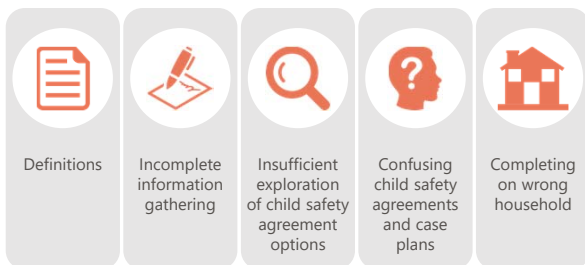 Definitions
Incomplete
information
gathering
Insufficient
exploration
of child safety
agreement
options
Confusing
child safety
agreements
and case
plans
Completing
on wrong
household
?